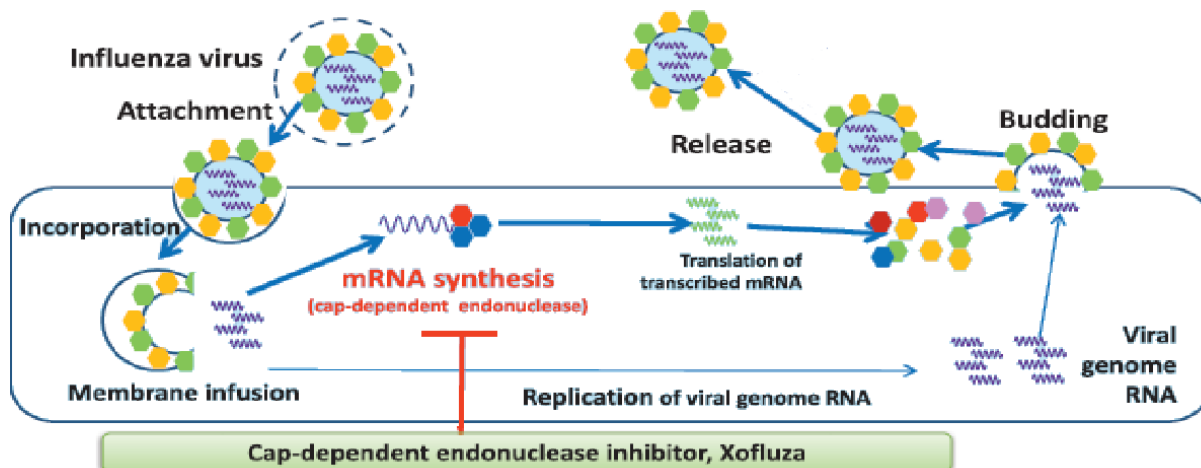 Influenza virus
Attachment
Incorporation
Membrane infusion
mRNA synthesis
(cap-dependent endonuclease)
Translation of
transcribed mRNA
Release
Budding
Replication of viral genome RNA
Viral
genome
RNA
Cap-dependent endonuclease inhibitor, Xofluza